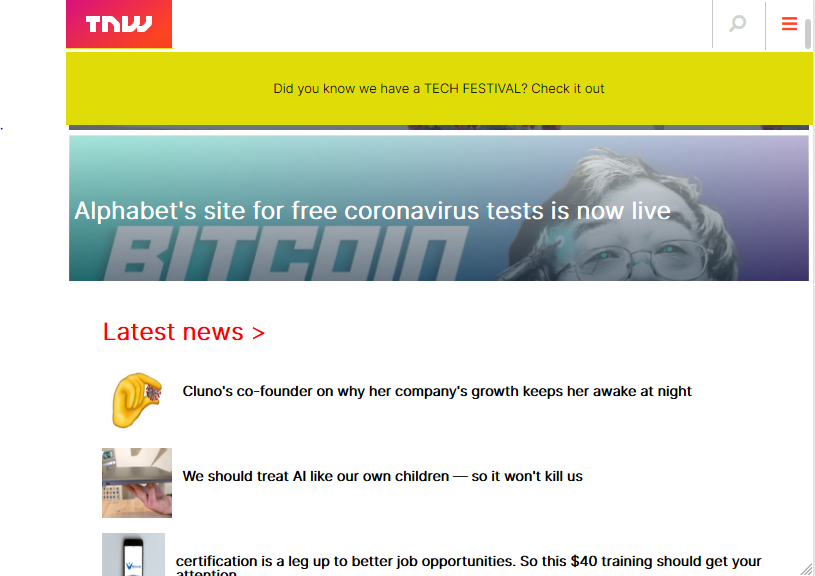 TNW
Did you know we have a TECH FESTIVAL? Check it out
Alphabet's site for free coronavirus tests is now live
BITCOIN
Latest news >
Cluno's co-founder on why her company's growth keeps her awake at night
We should treat AI like our own children — so it won't kill us
certification is a leg up to better job opportunities. So this $40 training should get your
attention